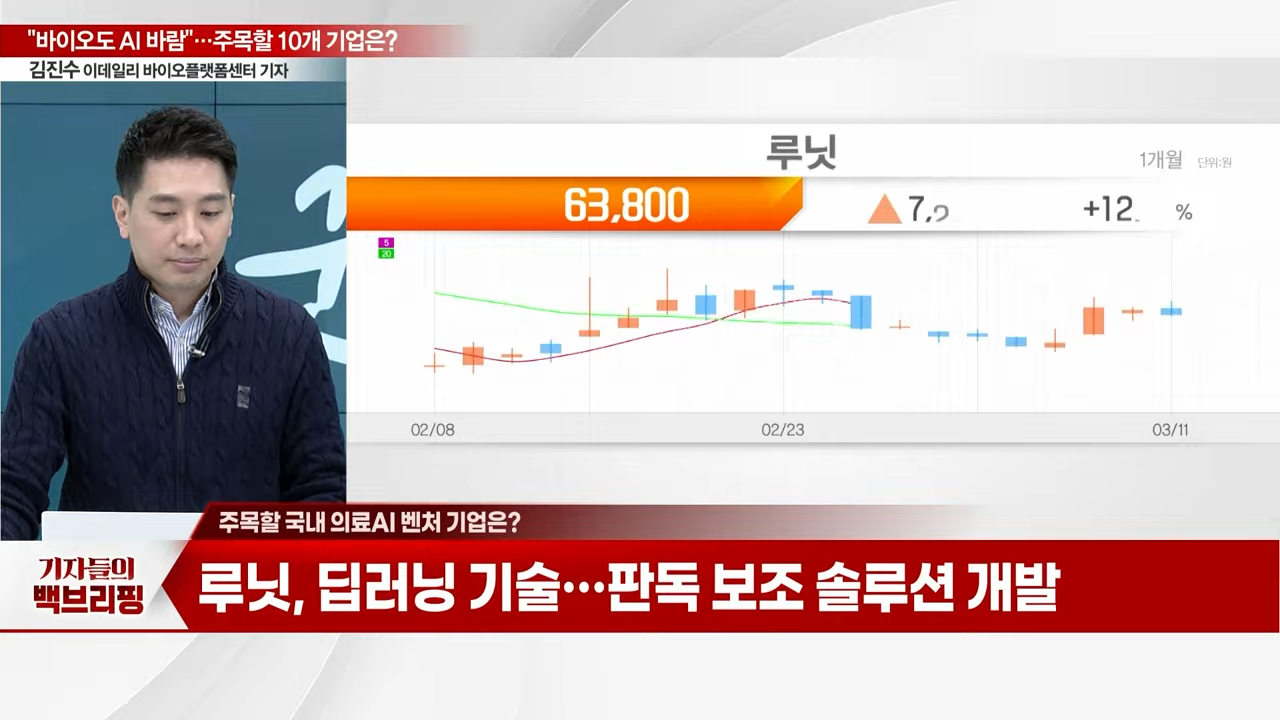 "바이오도 AI 바람"…주목할 10개 기업은?
김진수 이데일리 바이오플랫폼센터 기자
루닛
1개월 단위:원
63,800
+12 %
5
20
02/08 02/23 03/11
주목할 국내 의료AI 벤처 기업은?
기자들의
백브리핑
루닛, 딥러닝 기술…판독 보조 솔루션 개발